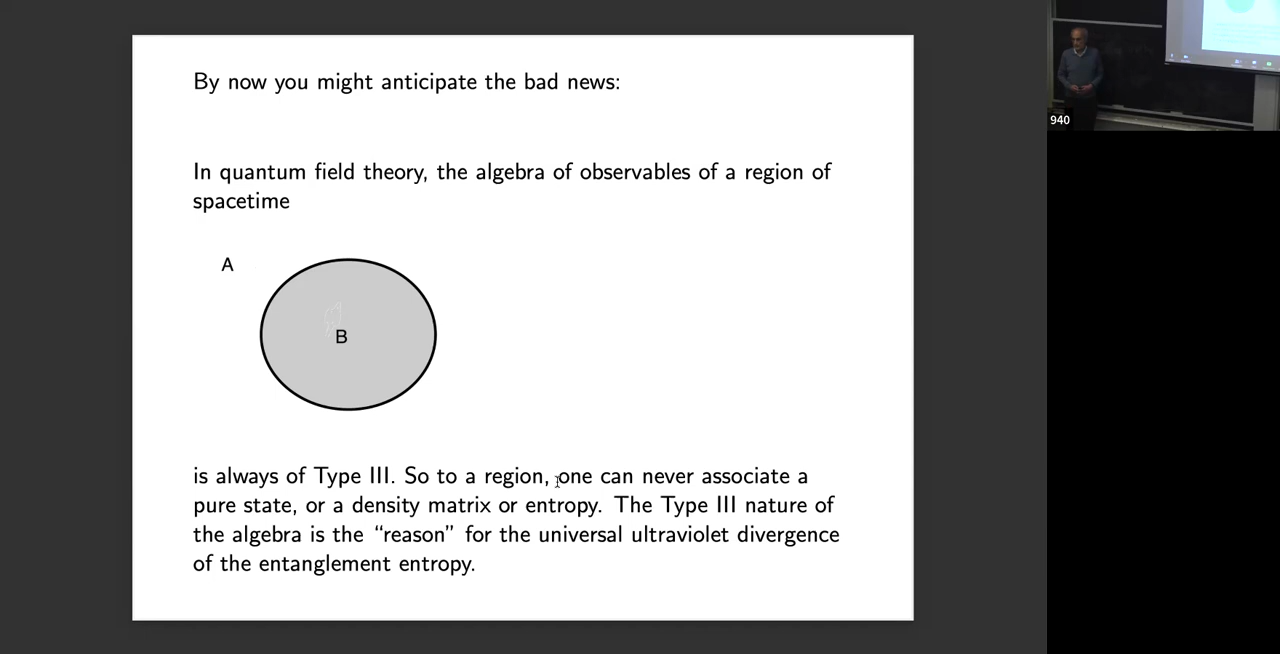 By now you might anticipate the bad news:
In quantum field theory, the algebra of observables of a region of
spacetime
A
B
is always of Type III. So to a region, one can never associate a
pure state, or a density matrix or entropy. The Type III nature of
the algebra is the “reason” for the universal ultraviolet divergence
of the entanglement entropy.
940